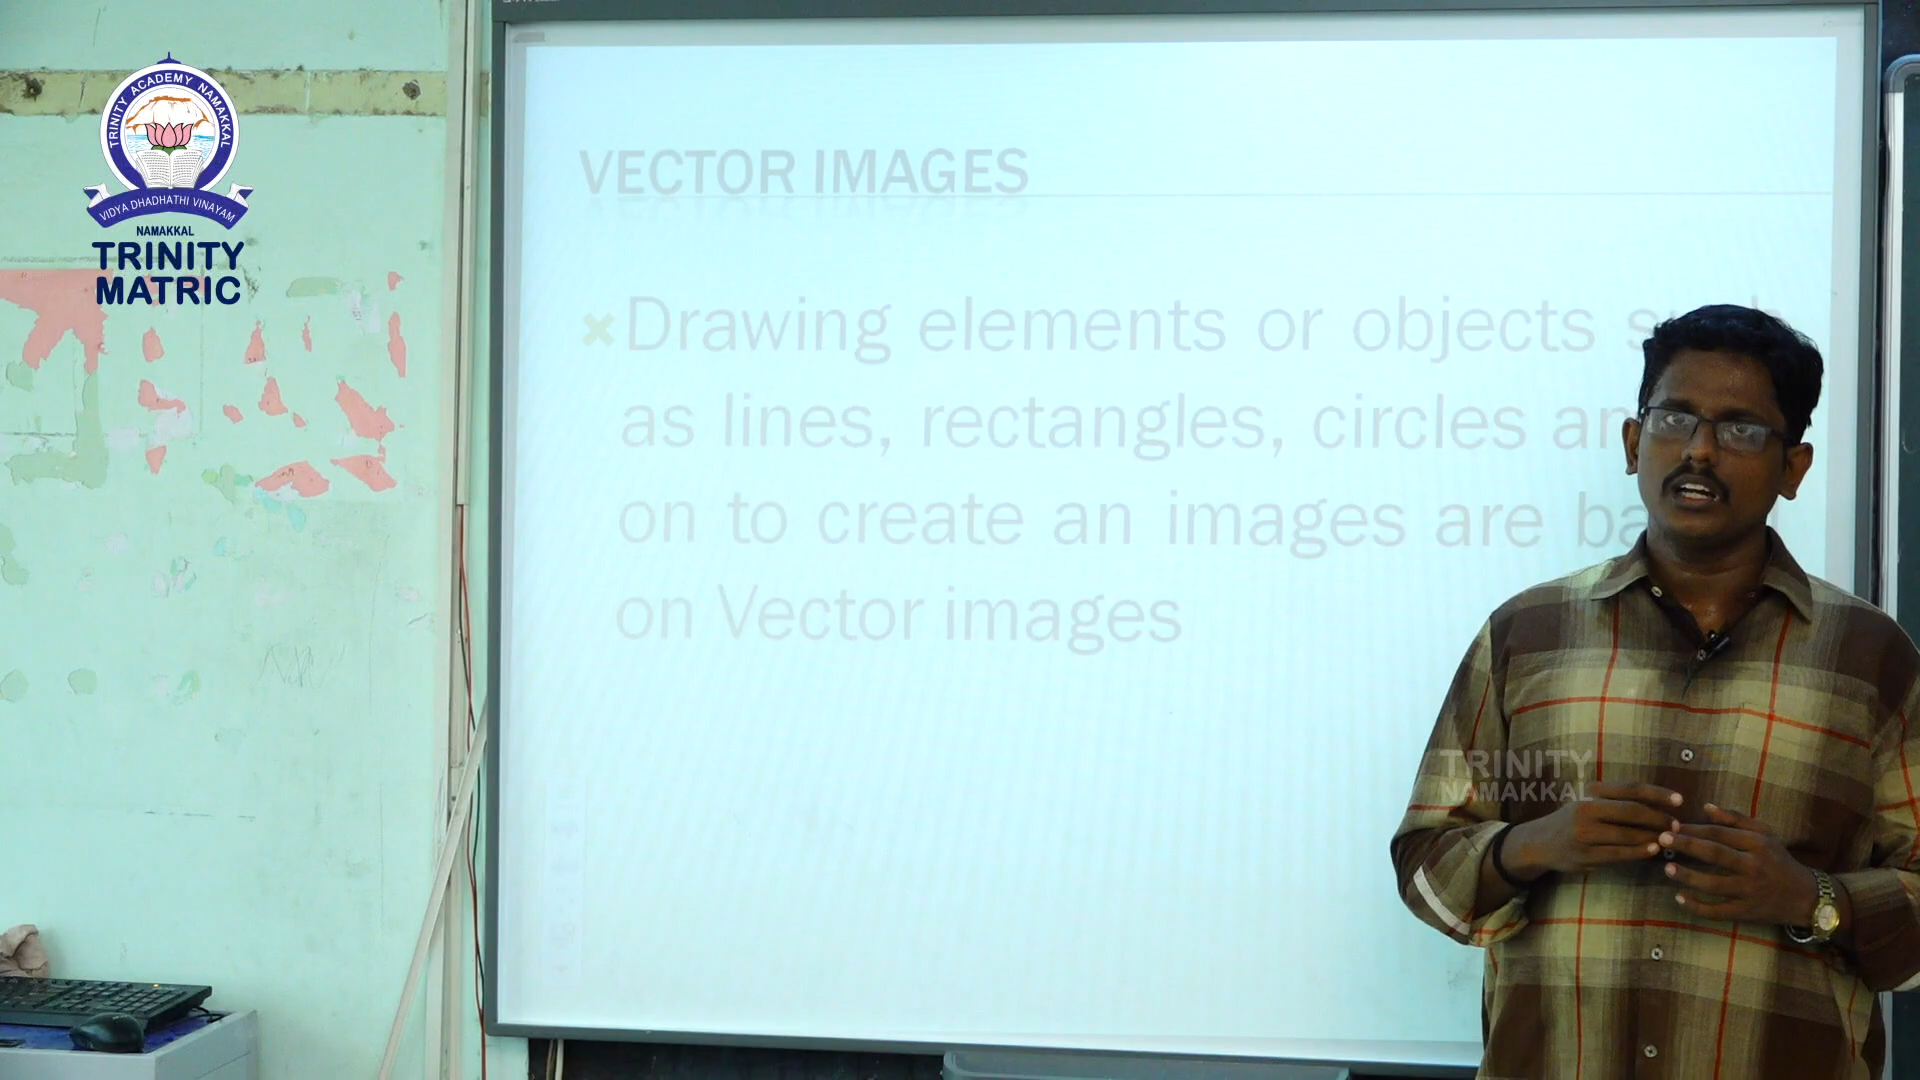 TRINITY ACADEMY NAMAKKAL
VIDYA DHADHATHI VINAYAM
NAMAKKAL
TRINITY
MATRIC
VECTOR IMAGES
Drawing elements or objects
as lines, rectangles, circles
on to create an images are
on Vector images
TRINITY
NAMAKKAL